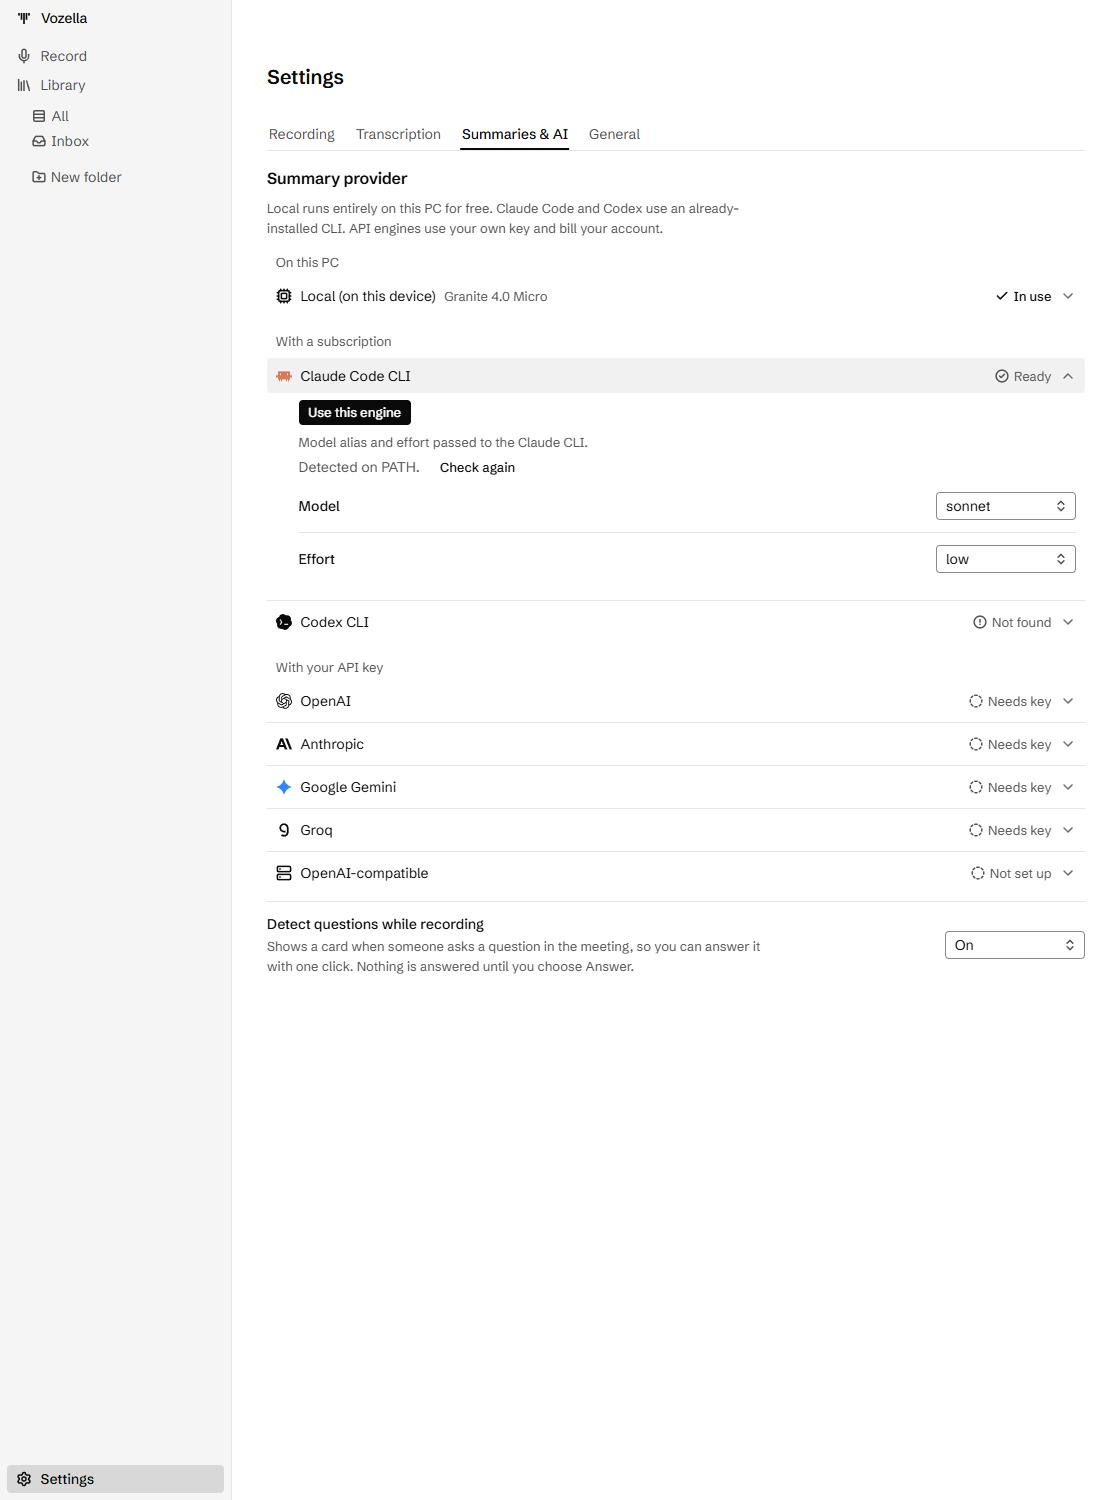 Vozella
Record
Library
All
Inbox
New folder
Settings
Settings
Recording Transcription Summaries & AI General
Summary provider
Local runs entirely on this PC for free. Claude Code and Codex use an already-
installed CLI. API engines use your own key and bill your account.
On this PC
Local (on this device) Granite 4.0 Micro In use
With a subscription
Claude Code CLI Ready
Use this engine
Model alias and effort passed to the Claude CLI.
Detected on PATH. Check again
Model sonnet
Effort low
Codex CLI Not found
With your API key
OpenAI Needs key
Anthropic Needs key
Google Gemini Needs key
Groq Needs key
OpenAI-compatible Not set up
Detect questions while recording
Shows a card when someone asks a question in the meeting, so you can answer it
with one click. Nothing is answered until you choose Answer.
On